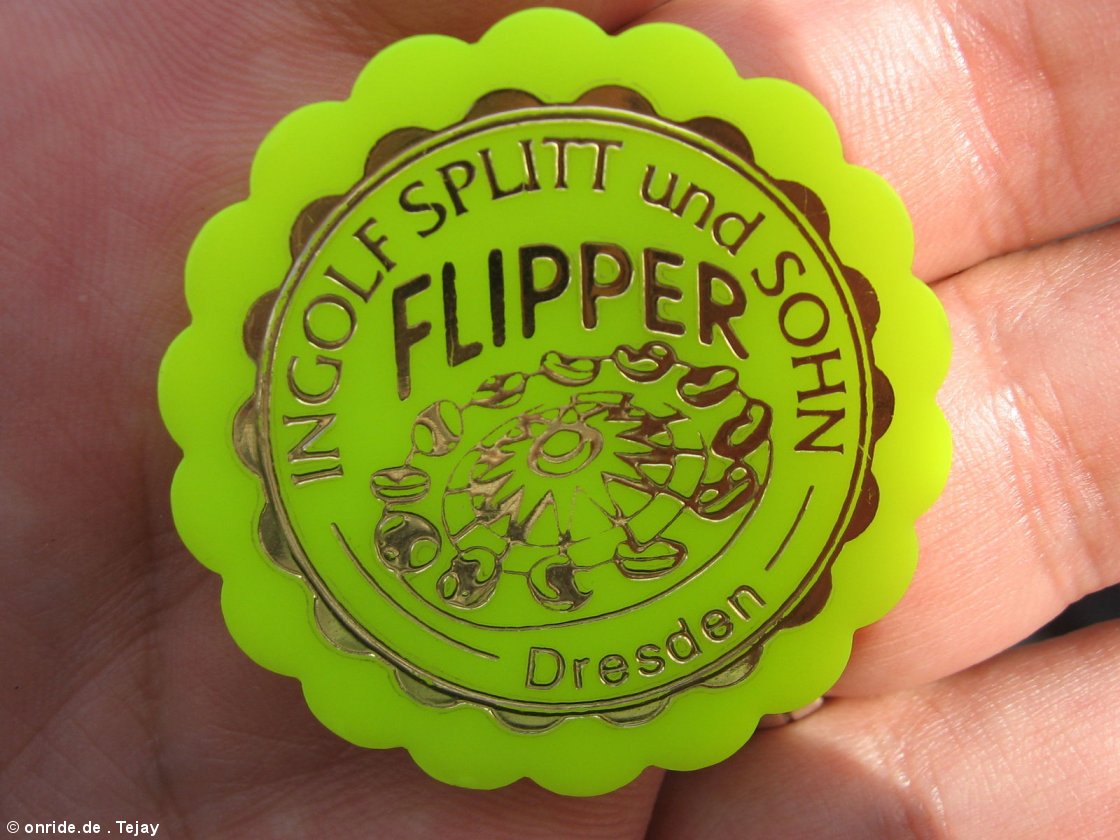 INGOLF SPLITT und SOHN
FLIPPER
Dresden
© onride.de . Tejay